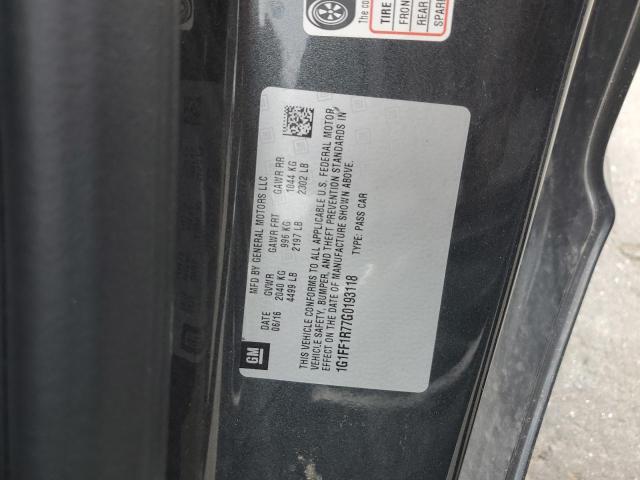 The co
TIRE
FRON
REAR
SPAR
GM
MFD BY GENERAL MOTORS LLC
DATE GVWR GAWR FRT GAWR RR
06/16 2040 KG 996 KG 1044 KG
4499 LB 2197 LB 2302 LB
THIS VEHICLE CONFORMS TO ALL APPLICABLE U.S. FEDERAL MOTOR
VEHICLE SAFETY, BUMPER, AND THEFT PREVENTION STANDARDS IN
EFFECT ON THE DATE OF MANUFACTURE SHOWN ABOVE.
1G1FF1R77G0193118 TYPE: PASS CAR